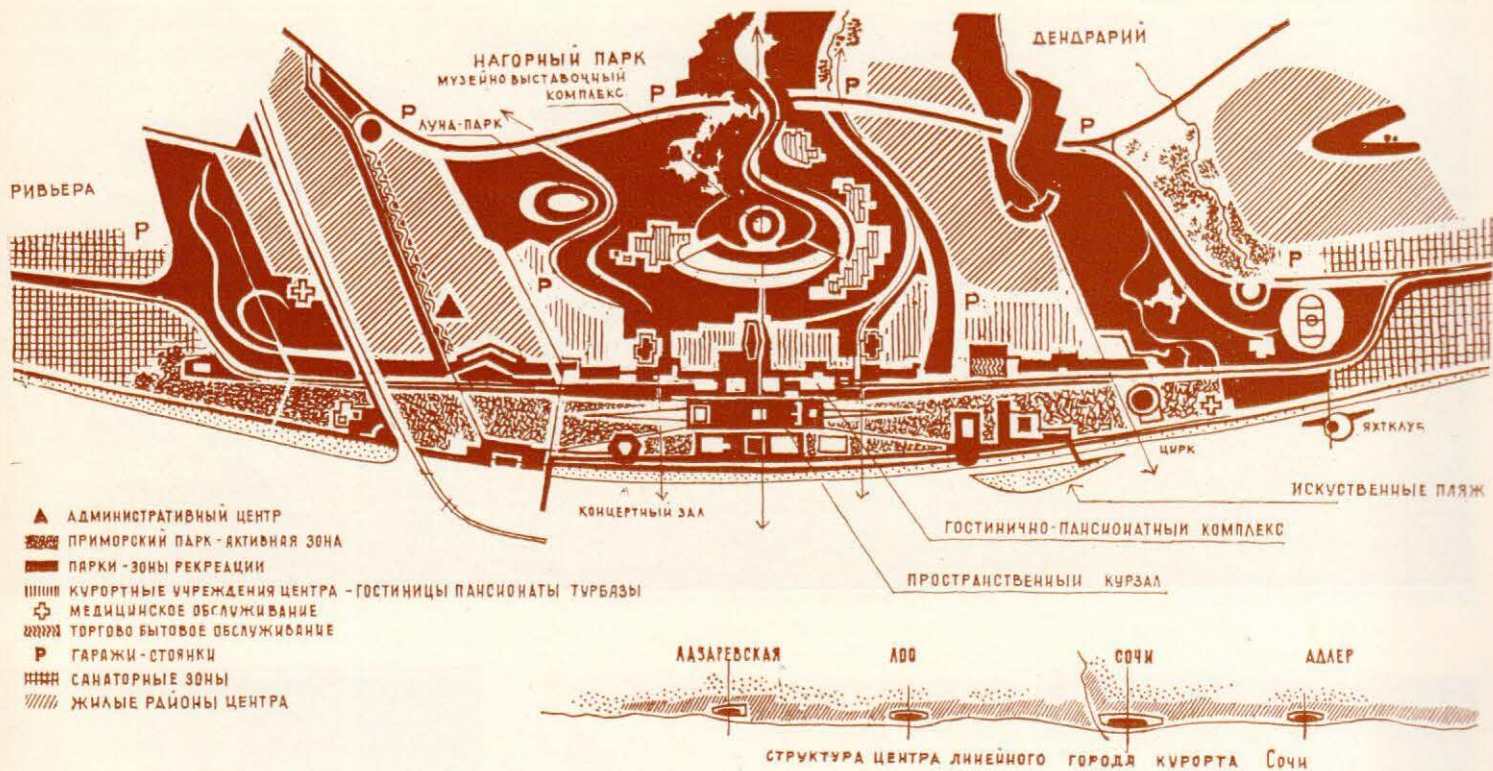 НАГОРНЫЙ ПАРК
МУЗЕЙНО ВЫСТАВОЧНЫЙ
КОМПЛЕКС
ДЕНДРАРИЙ
P
P
P
P
ЛУНА-ПАРК
P
РИВЬЕРА
P
P
P
P
ЯХТКЛУБ
ЦИРК
ИСКУСТВЕННЫЕ ПЛЯЖ
КОНЦЕРТНЫЙ ЗАЛ
ГОСТИНИЧНО-ПАНСИОНАТНЫЙ КОМПЛЕКС
ПРОСТРАНСТВЕННЫЙ КУРЗАЛ
АДМИНИСТРАТИВНЫЙ ЦЕНТР
ПРИМОРСКИЙ ПАРК-АКТИВНАЯ ЗОНА
ПАРКИ-ЗОНЫ РЕКРЕАЦИИ
КУРОРТНЫЕ УЧРЕЖДЕНИЯ ЦЕНТРА - ГОСТИНИЦЫ ПАНСИОНАТЫ ТУРБАЗЫ
МЕДИЦИНСКОЕ ОБСЛУЖИВАНИЕ
ТОРГОВО БЫТОВОЕ ОБСЛУЖИВАНИЕ
P ГАРАЖИ-СТОЯНКИ
САНАТОРНЫЕ ЗОНЫ
ЖИЛЫЕ РАЙОНЫ ЦЕНТРА
ЛАЗАРЕВСКАЯ ЛОО СОЧИ АДЛЕР
СТРУКТУРА ЦЕНТРА ЛИНЕЙНОГО ГОРОДА КУРОРТА Сочи